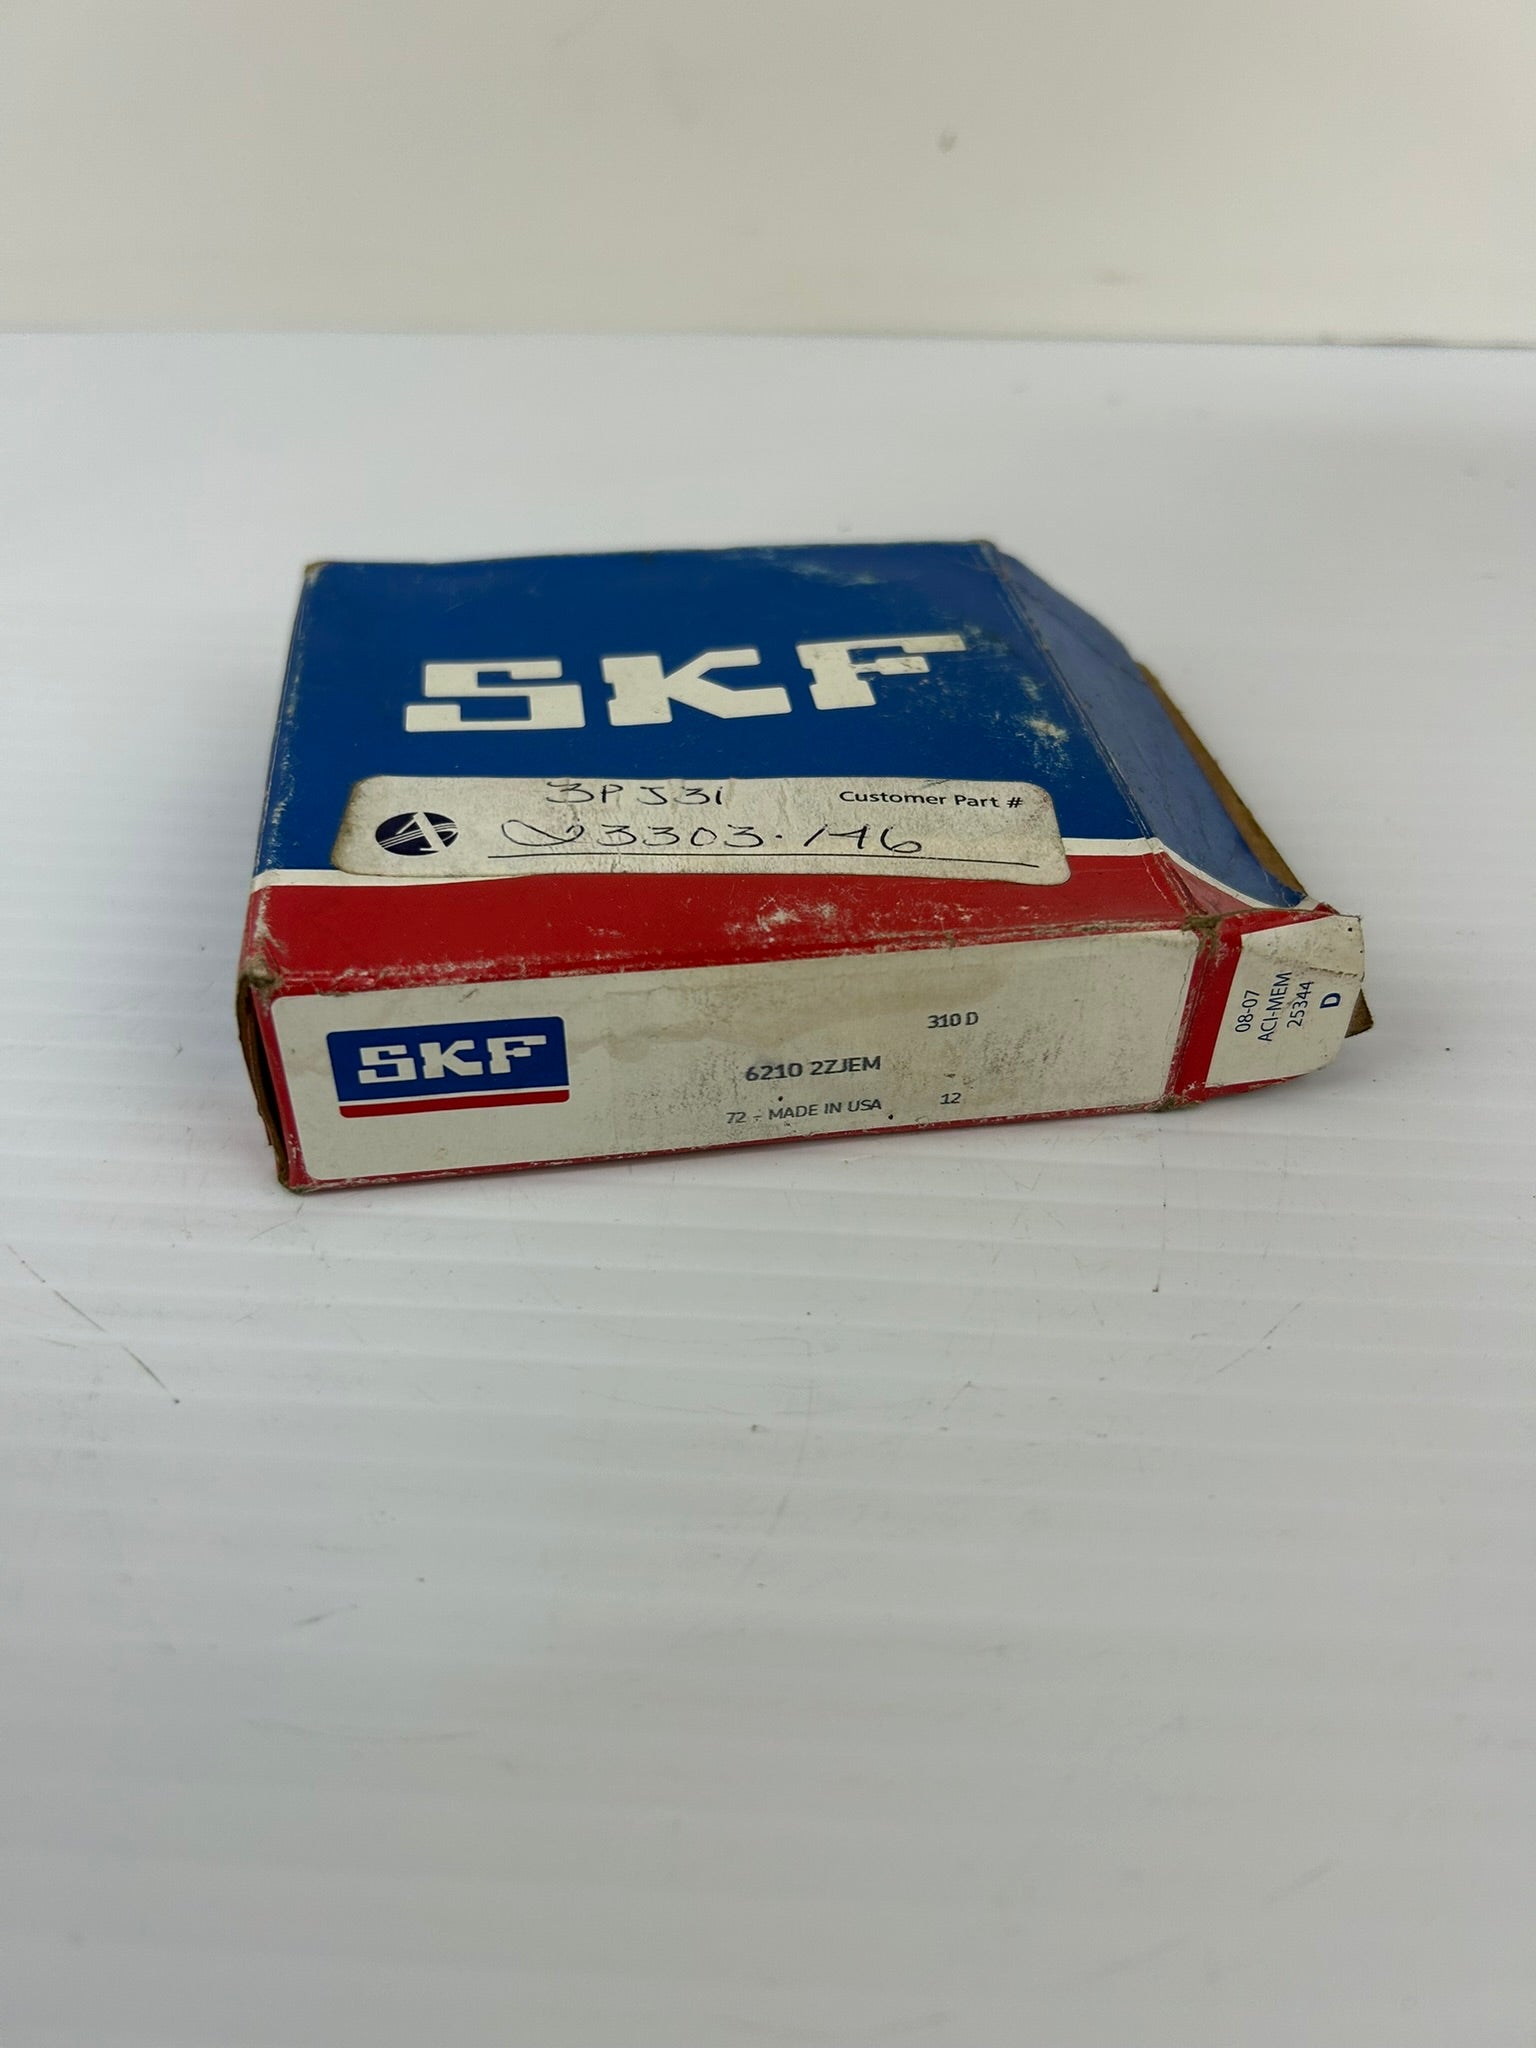 SKF
3PJ31
Customer Part #
03303.146
SKF
310 D
6210 2ZJEM
72 - MADE IN USA
12
08-07
ACI-MEM
25344
D